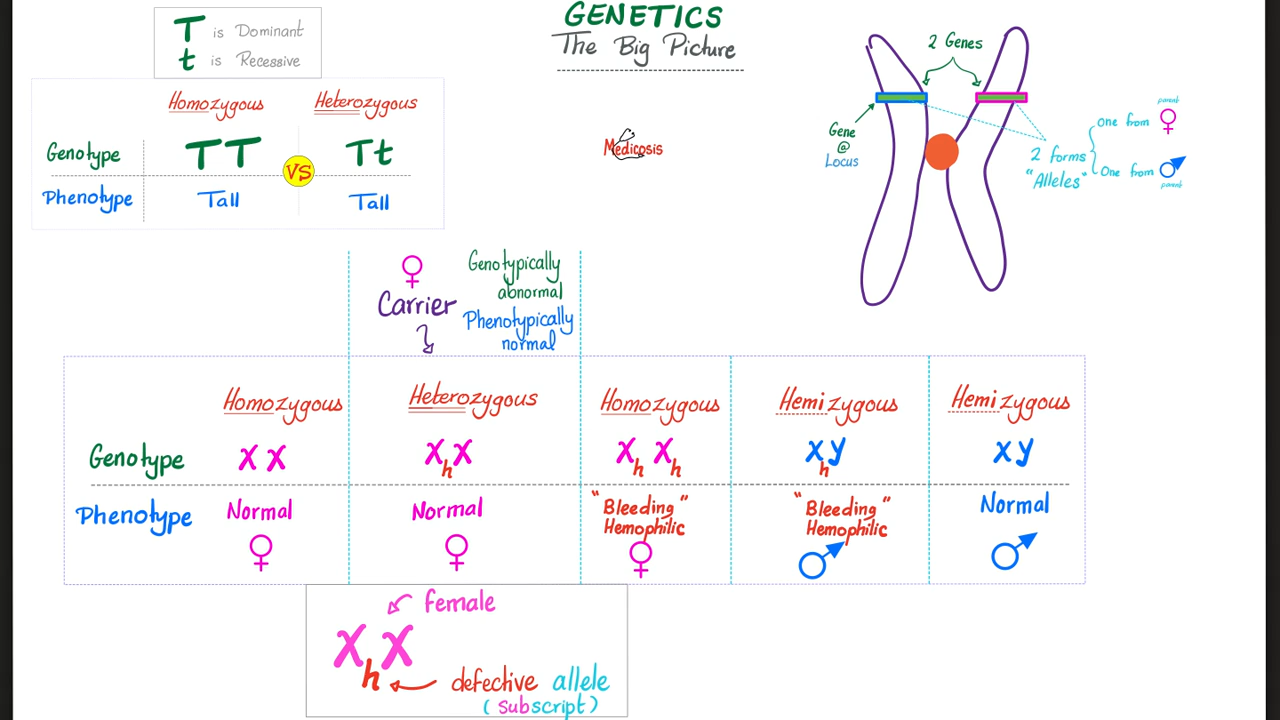 GENETICS
The Big Picture
T is Dominant
t is Recessive
Homozygous Heterozygous
Genotype TT VS Tt
Phenotype Tall Tall
Medicosis
2 Genes
Gene
@
Locus
2 forms
"Alleles"
parent
One from ♀
One from ♂
parent
♀
Carrier
Genotypically
abnormal
Phenotypically
normal
Homozygous Heterozygous Homozygous Hemizygous Hemizygous
Genotype X X XhX Xh Xh XhY XY
Phenotype Normal Normal "Bleeding" Hemophilic "Bleeding" Hemophilic Normal
♀ ♀ ♀ ♂ ♂
female
XhX
defective allele
(subscript)